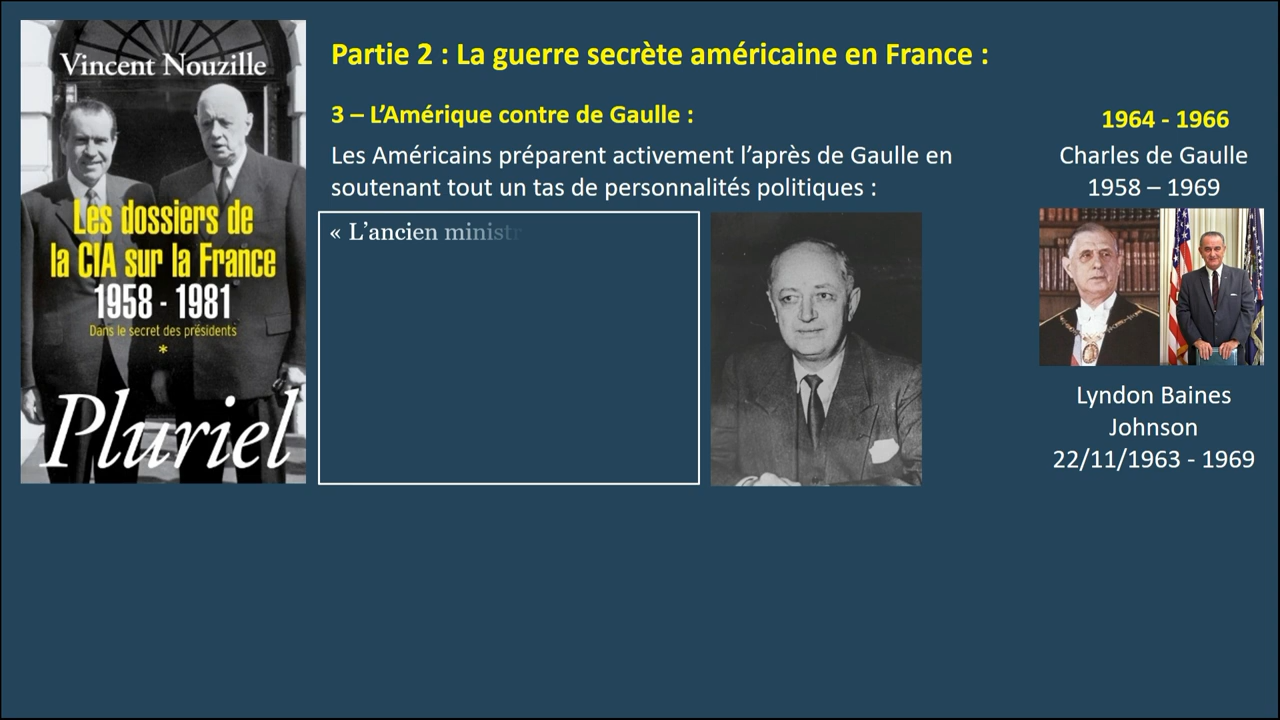 Vincent Nouzille
Les dossiers de
la CIA sur la France
1958 - 1981
Dans le secret des présidents
*
Pluriel
Partie 2 : La guerre secrète américaine en France :
3 – L’Amérique contre de Gaulle :
Les Américains préparent activement l’après de Gaulle en
soutenant tout un tas de personnalités politiques :
« L’ancien ministr
1964 - 1966
Charles de Gaulle
1958 – 1969
Lyndon Baines
Johnson
22/11/1963 - 1969